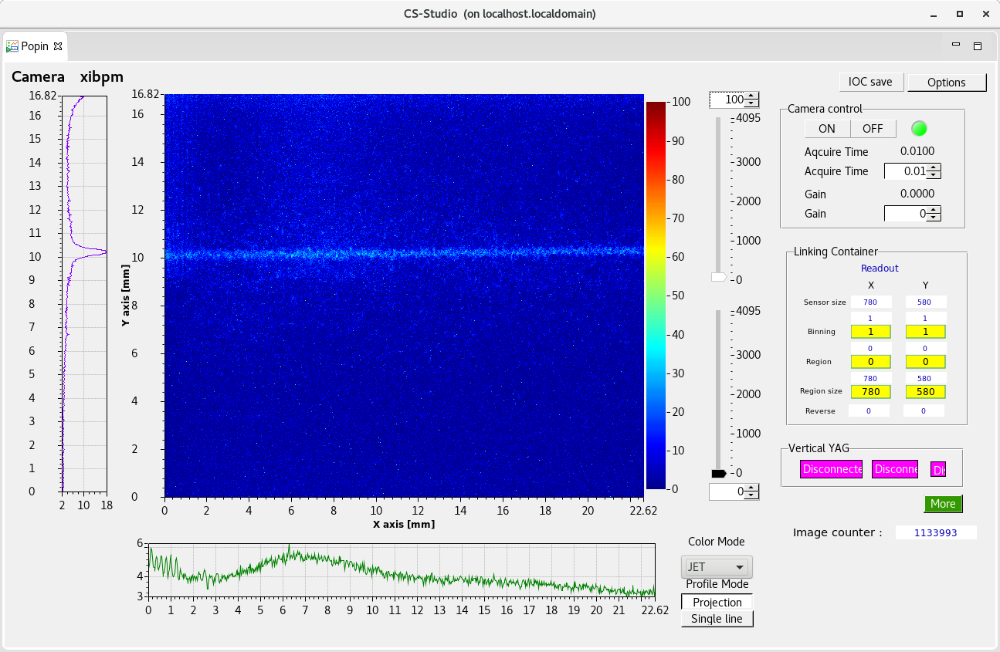 CS-Studio (on localhost.localdomain)
Popin
Camera xibpm
IOC save
Options
16.82
16
15
14
13
12
11
10
9
8
7
6
5
4
3
2
1
0
2 10 18
Y axis [mm]
16.82
16
14
12
10
8
6
4
2
0
0 2 4 6 8 10 12 14 16 18 20 22.62
X axis [mm]
100
90
80
70
60
50
40
30
20
10
0
100
4095
3000
2000
1000
0
4095
3000
2000
1000
0
0
Camera control
ON OFF
Aqcuire Time 0.0100
Acquire Time 0.01
Gain 0.0000
Gain 0
Linking Container
Readout
X Y
Sensor size 780 580
1 1
Binning 1 1
0 0
Region 0 0
780 580
Region size 780 580
Reverse 0 0
Vertical YAG
Disconnecte Disconne Di
More
Image counter : 1133993
6
4
3
0 1 2 3 4 5 6 7 8 9 10 11 12 13 14 15 16 17 18 19 20 21 22.62
Color Mode
JET
Profile Mode
Projection
Single line